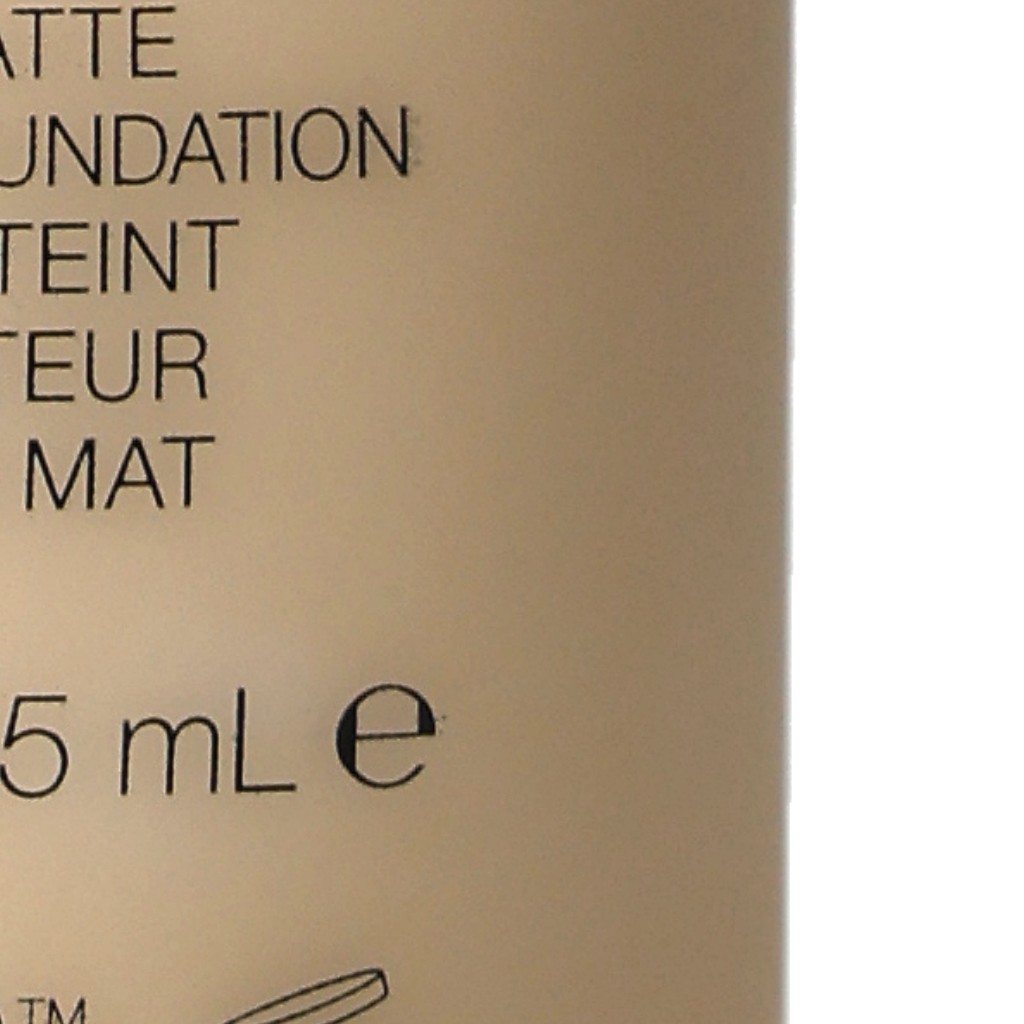 ATTE
UNDATION
TEINT
TEUR
MAT
5 mL ℮
™